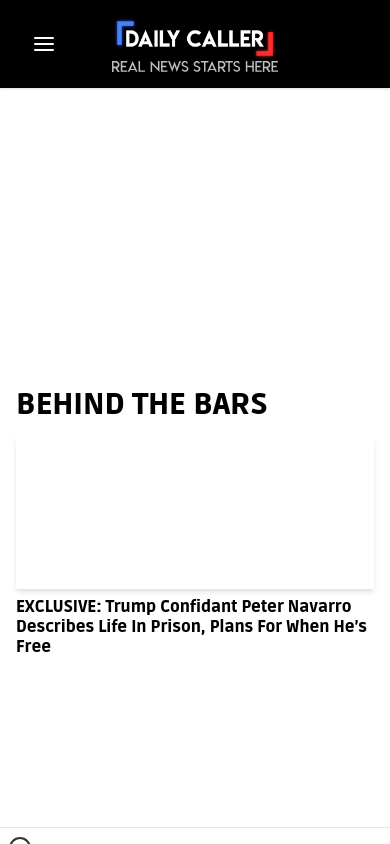 DAILY CALLER
REAL NEWS STARTS HERE
BEHIND THE BARS
EXCLUSIVE: Trump Confidant Peter Navarro
Describes Life In Prison, Plans For When He's
Free